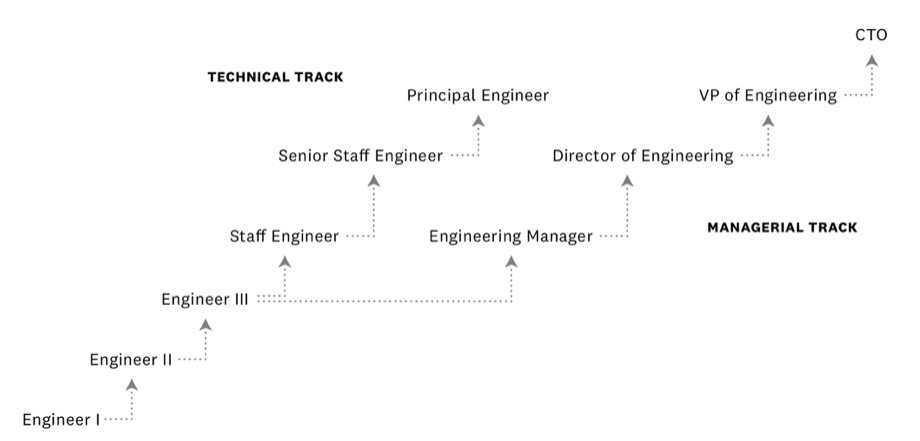 CTO
TECHNICAL TRACK
Principal Engineer
VP of Engineering
Senior Staff Engineer
Director of Engineering
Staff Engineer
Engineering Manager
MANAGERIAL TRACK
Engineer III
Engineer II
Engineer I